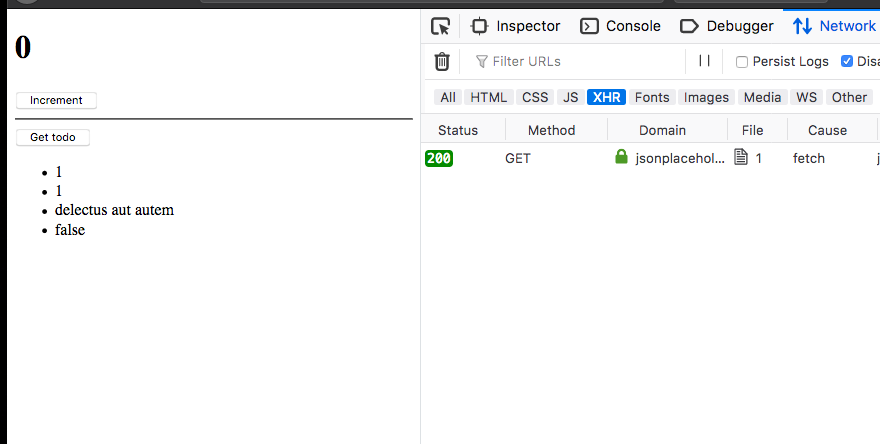 0
Increment
Get todo
1
1
delectus aut autem
false
Inspector Console Debugger Network
Filter URLs Persist Logs Disa
All HTML CSS JS XHR Fonts Images Media WS Other
Status Method Domain File Cause
200 GET jsonplacehol... 1 fetch j